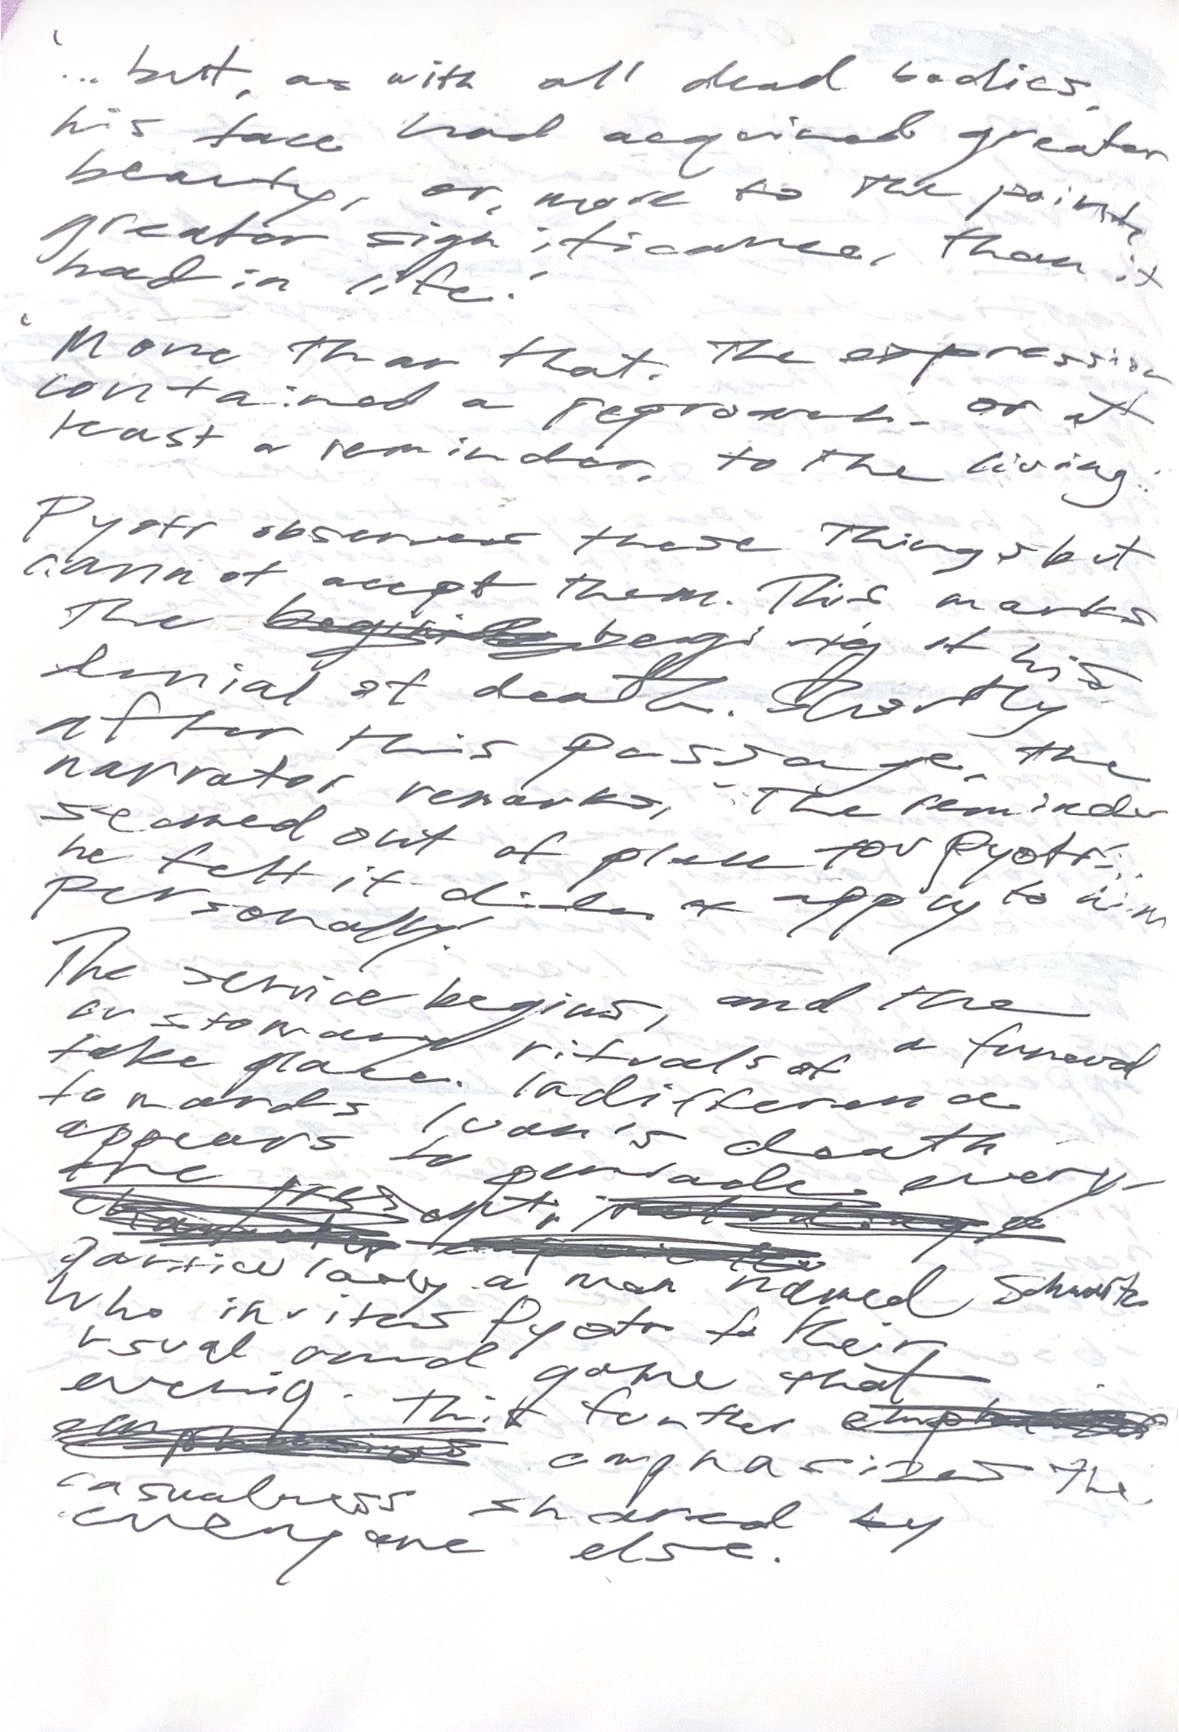 '... but, as with all dead bodies,
his face had acquired greater
beauty, or, more to the point,
greater significance, than it
had in life.'
'More than that. The expression
contained a reproach or at
least a reminder, to the living.'
Pyotr observes these things but
cannot accept them. This marks
the begining of his
denial of death. Shortly
after this passage, the
narrator remarks, "The reminder
seemed out of place for Pyotr...
he felt it didn't apply to him
personally."
The service begins, and the
customary rituals of a funeral
take place. Indifference
towards Ivan's death
appears to pervade every-
particularly a man named Schwartz
who invites Pyotr to their
usual card game that
evenig. This further
emphasizes the
casualness shared by
everyone else.